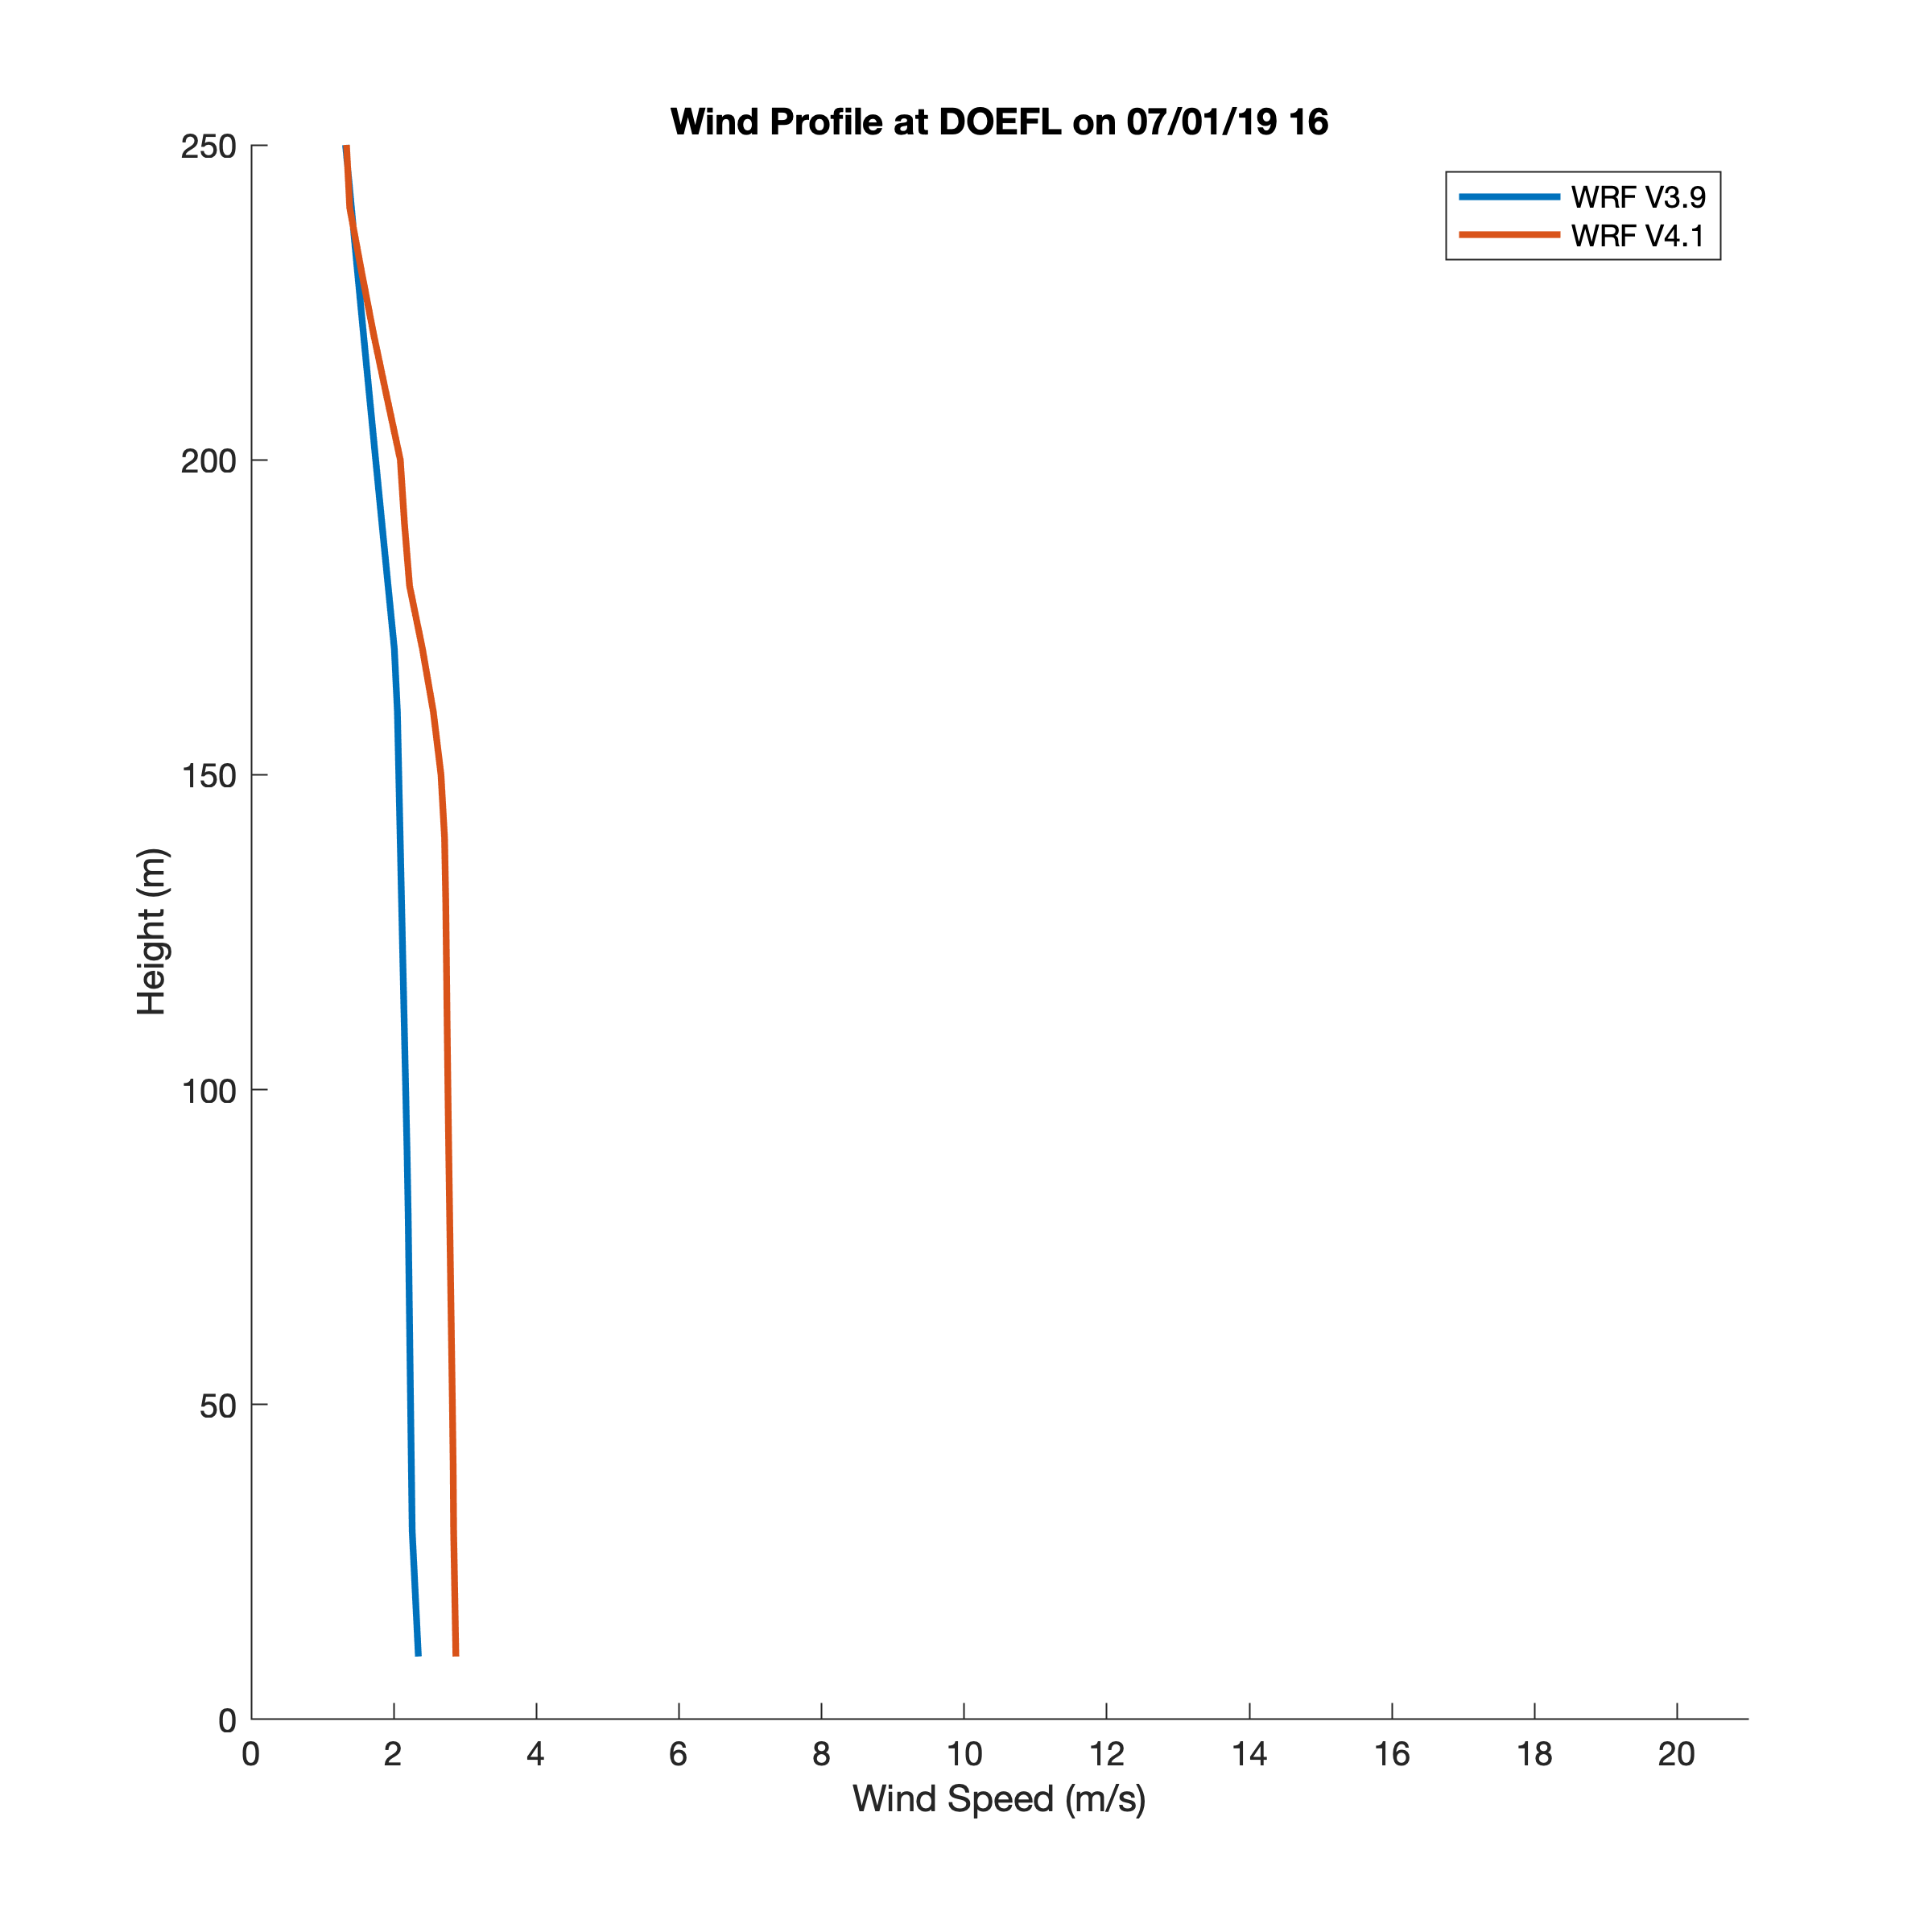 Wind Profile at DOEFL on 07/01/19 16
WRF V3.9
WRF V4.1
250
200
150
100
50
0
Height (m)
0 2 4 6 8 10 12 14 16 18 20
Wind Speed (m/s)